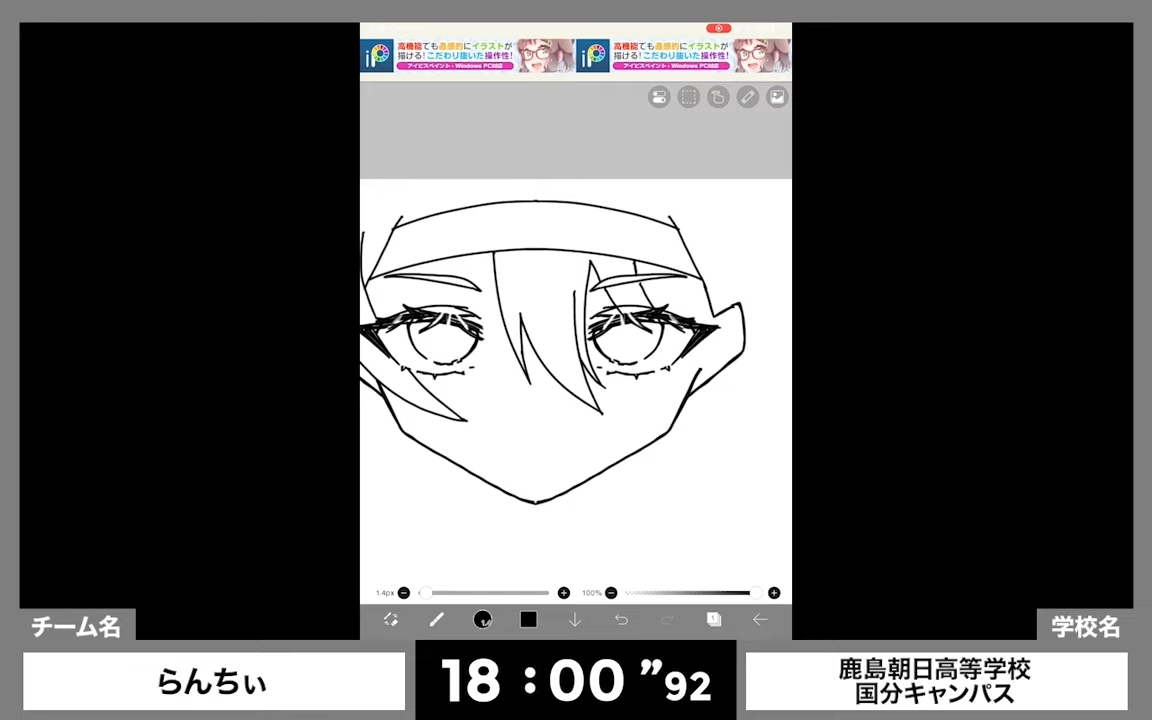 高機能でも直感的にイラストが
描ける!こだわり抜いた操作性!
アイビスペイント - Windows PC対応
高機能でも直感的にイラストが
描ける!こだわり抜いた操作性!
アイビスペイント - Windows PC対応
1.4px
100%
1
チーム名
学校名
らんちぃ
18:00"92
鹿島朝日高等学校
国分キャンパス